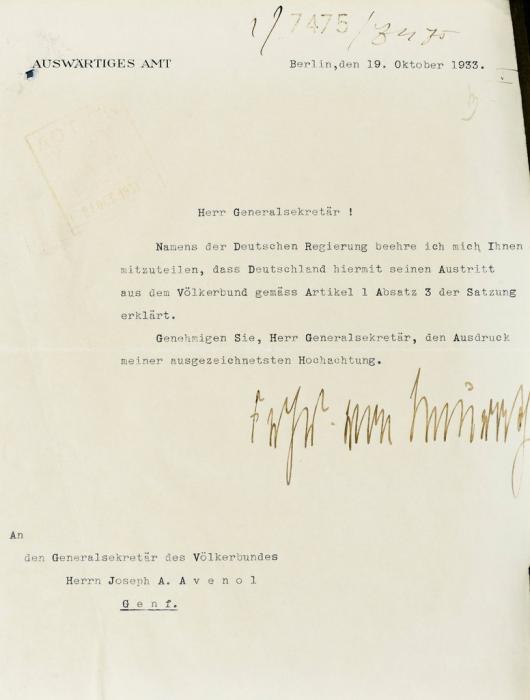 7475
AUSWÄRTIGES AMT
Berlin,den 19. Oktober 1933.
Herr Generalsekretär !
Namens der Deutschen Regierung beehre ich mich Ihnen
mitzuteilen, dass Deutschland hiermit seinen Austritt
aus dem Völkerbund gemäss Artikel 1 Absatz 3 der Satzung
erklärt.
Genehmigen Sie, Herr Generalsekretär, den Ausdruck
meiner ausgezeichnetsten Hochachtung.
Frhr. von
An
den Generalsekretär des Völkerbundes
Herrn Joseph A. A v e n o l
G e n f.